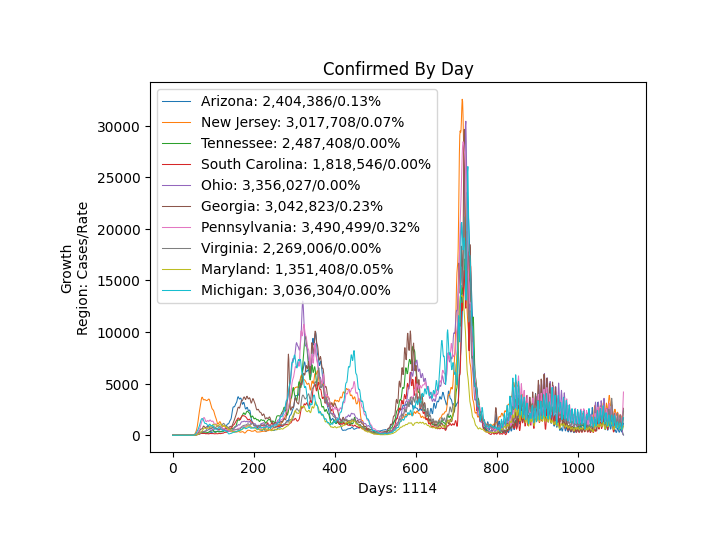 Confirmed By Day
Arizona: 2,404,386/0.13%
New Jersey: 3,017,708/0.07%
Tennessee: 2,487,408/0.00%
South Carolina: 1,818,546/0.00%
Ohio: 3,356,027/0.00%
Georgia: 3,042,823/0.23%
Pennsylvania: 3,490,499/0.32%
Virginia: 2,269,006/0.00%
Maryland: 1,351,408/0.05%
Michigan: 3,036,304/0.00%
Growth
Region: Cases/Rate
30000
25000
20000
15000
10000
5000
0
0 200 400 600 800 1000
Days: 1114